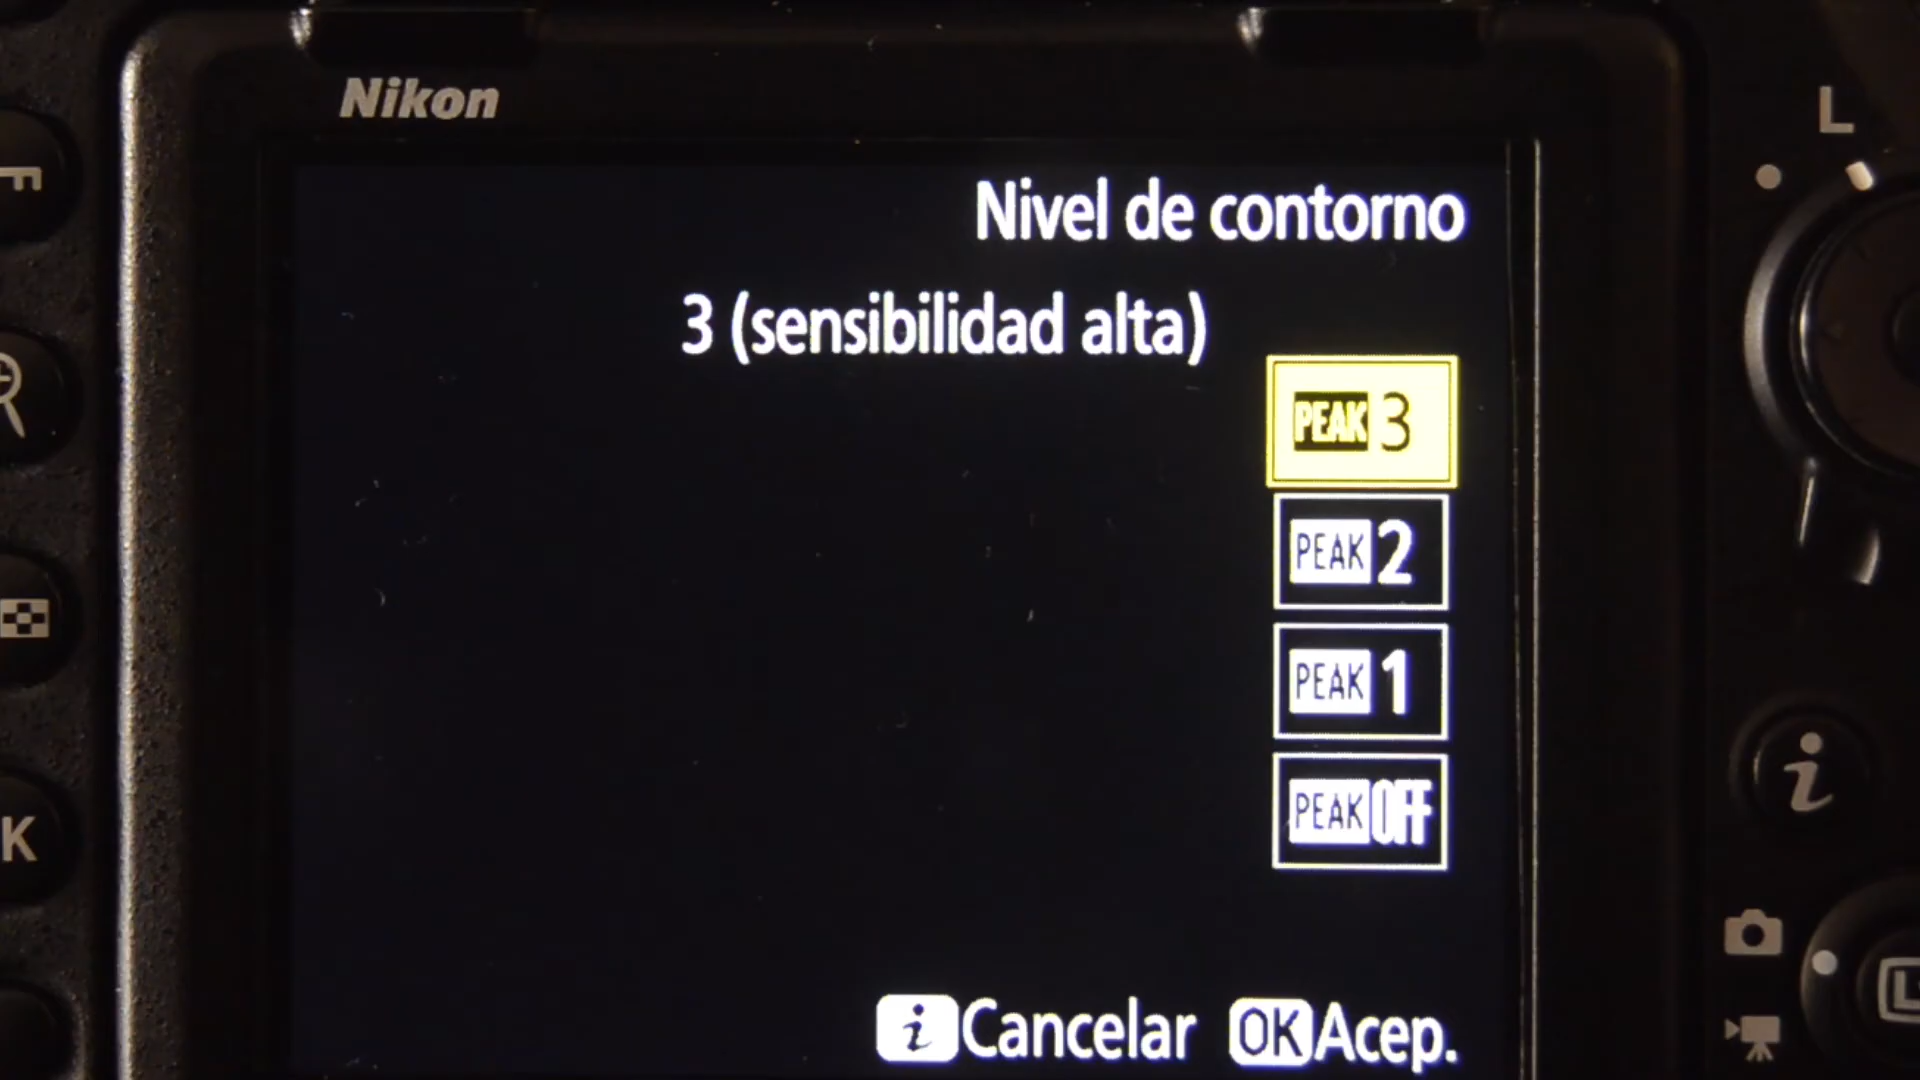 Nikon
L
Nivel de contorno
3 (sensibilidad alta)
PEAK 3
PEAK 2
PEAK 1
PEAK OFF
i
K
i Cancelar OK Acep.